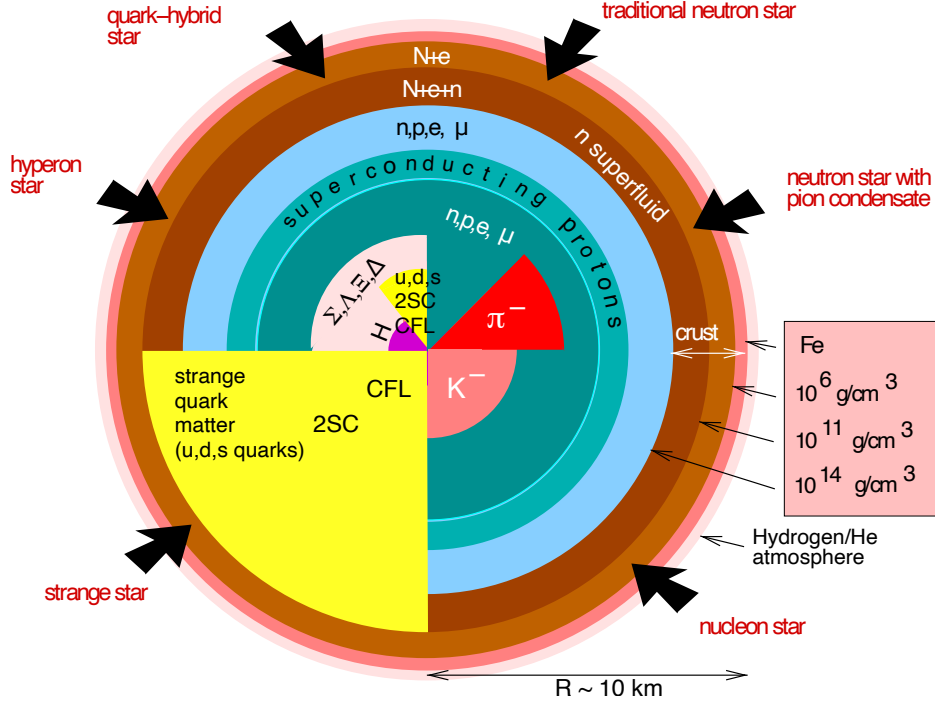 quark–hybrid
star
traditional neutron star
N+e
N+e+n
n,p,e, μ
n superfluid
hyperon
star
neutron star with
pion condensate
superconducting protons
n,p,e, μ
Σ,Λ,Ξ,Δ
u,d,s
2SC
CFL
H
π⁻
crust
K⁻
Fe
10⁶ g/cm³
10¹¹ g/cm³
10¹⁴ g/cm³
strange
quark
matter
(u,d,s quarks)
CFL
2SC
Hydrogen/He
atmosphere
strange star
nucleon star
R ~ 10 km